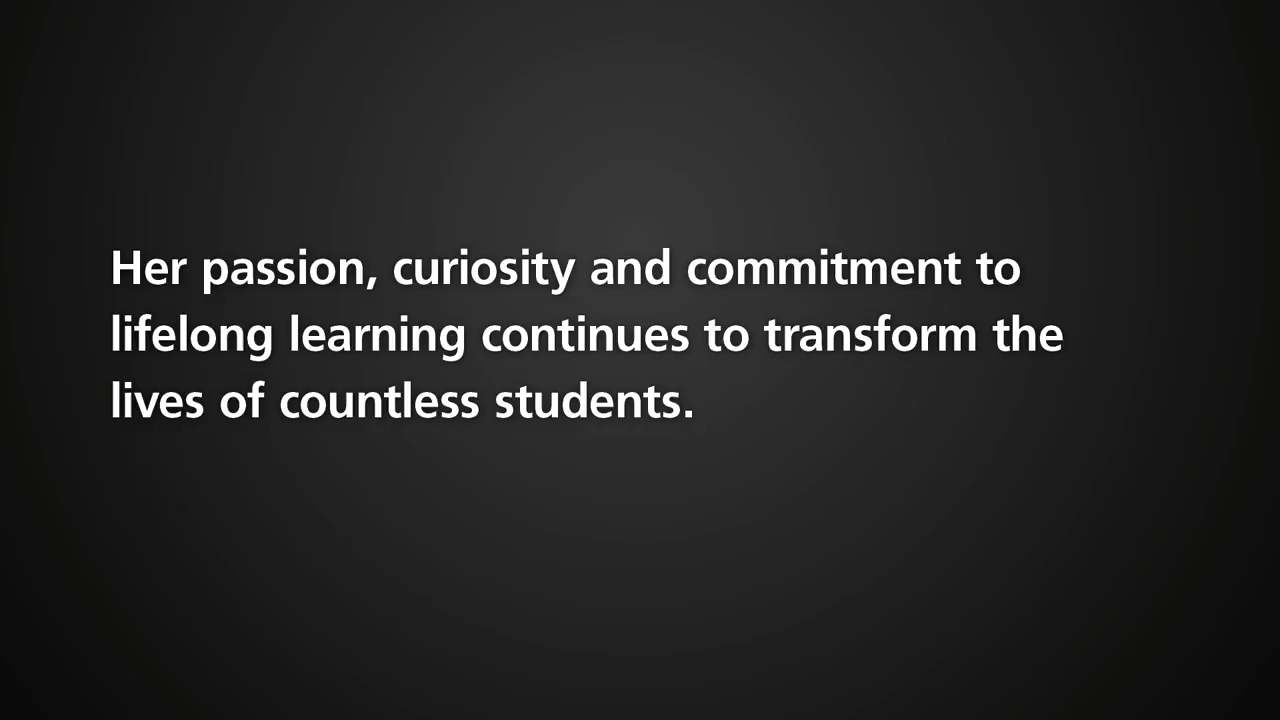 Her passion, curiosity and commitment to
lifelong learning continues to transform the
lives of countless students.